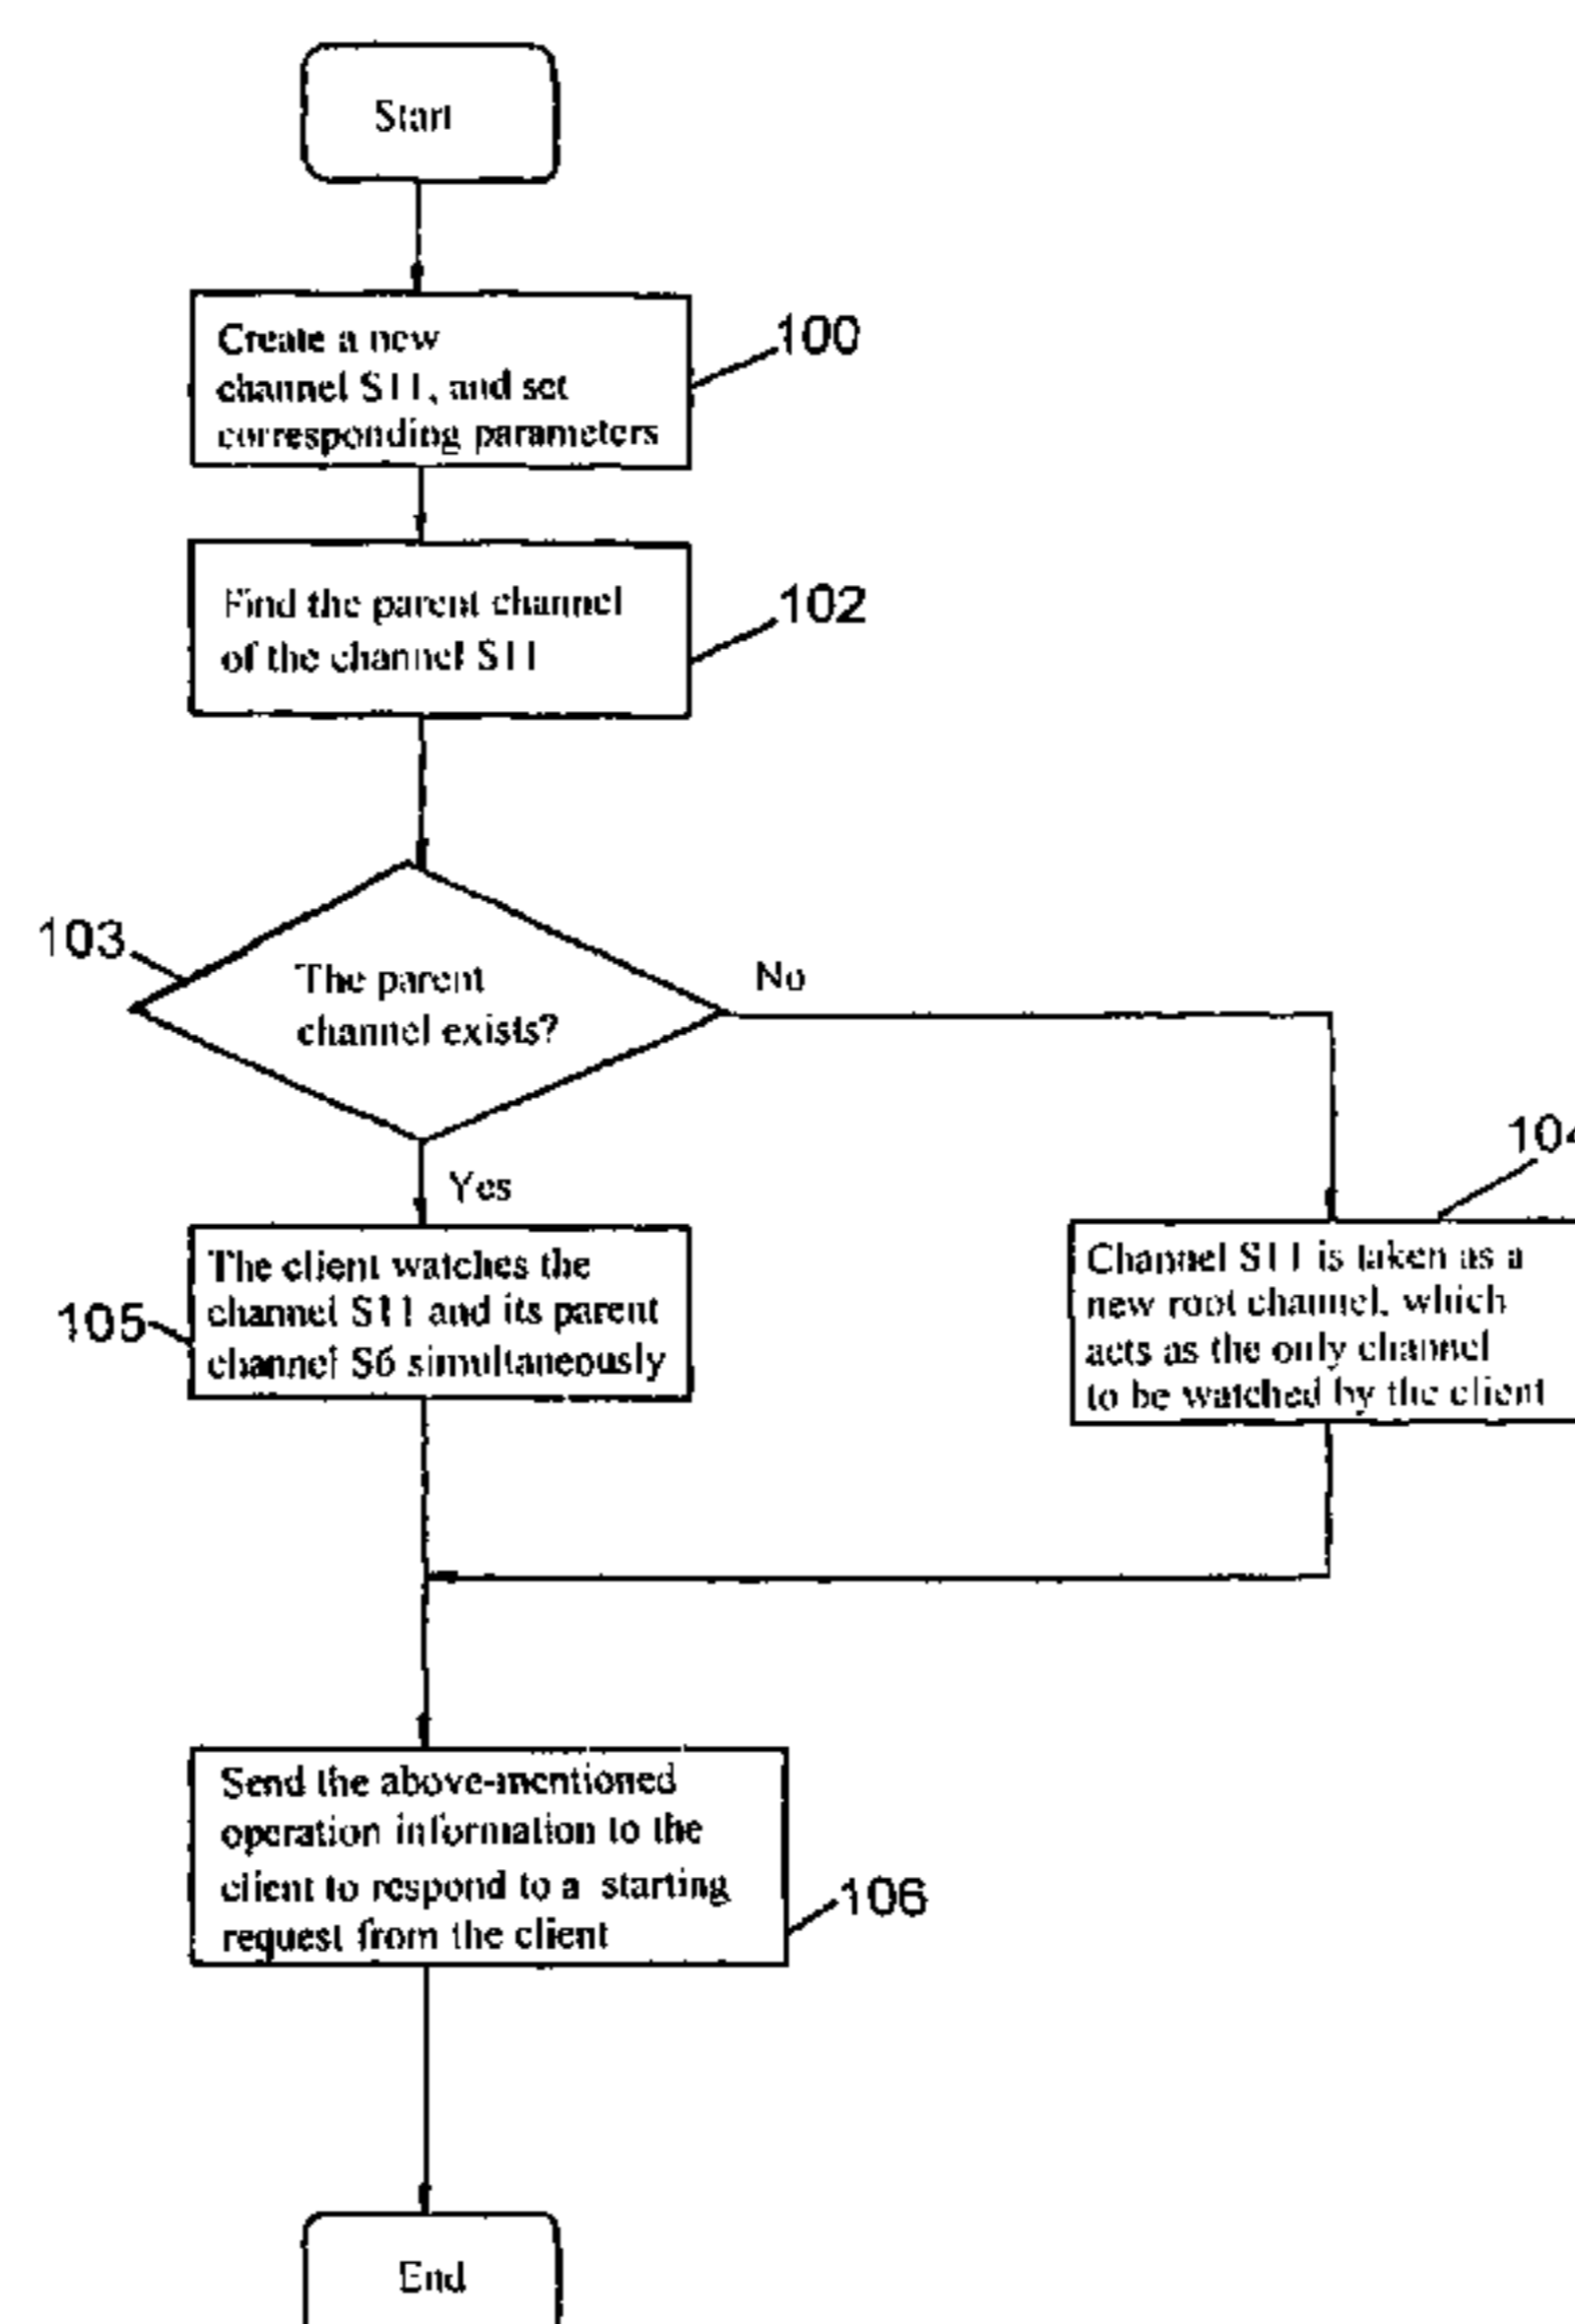 Start
Create a new
channel S11, and set
corresponding parameters
100
Find the parent channel
of the channel S11
102
103
The parent
channel exists?
No
Yes
104
The client watches the
channel S11 and its parent
channel S6 simultaneously
105
Channel S11 is taken as a
new root channel, which
acts as the only channel
to be watched by the client
Send the above-mentioned
operation information to the
client to respond to a starting
request from the client
106
End